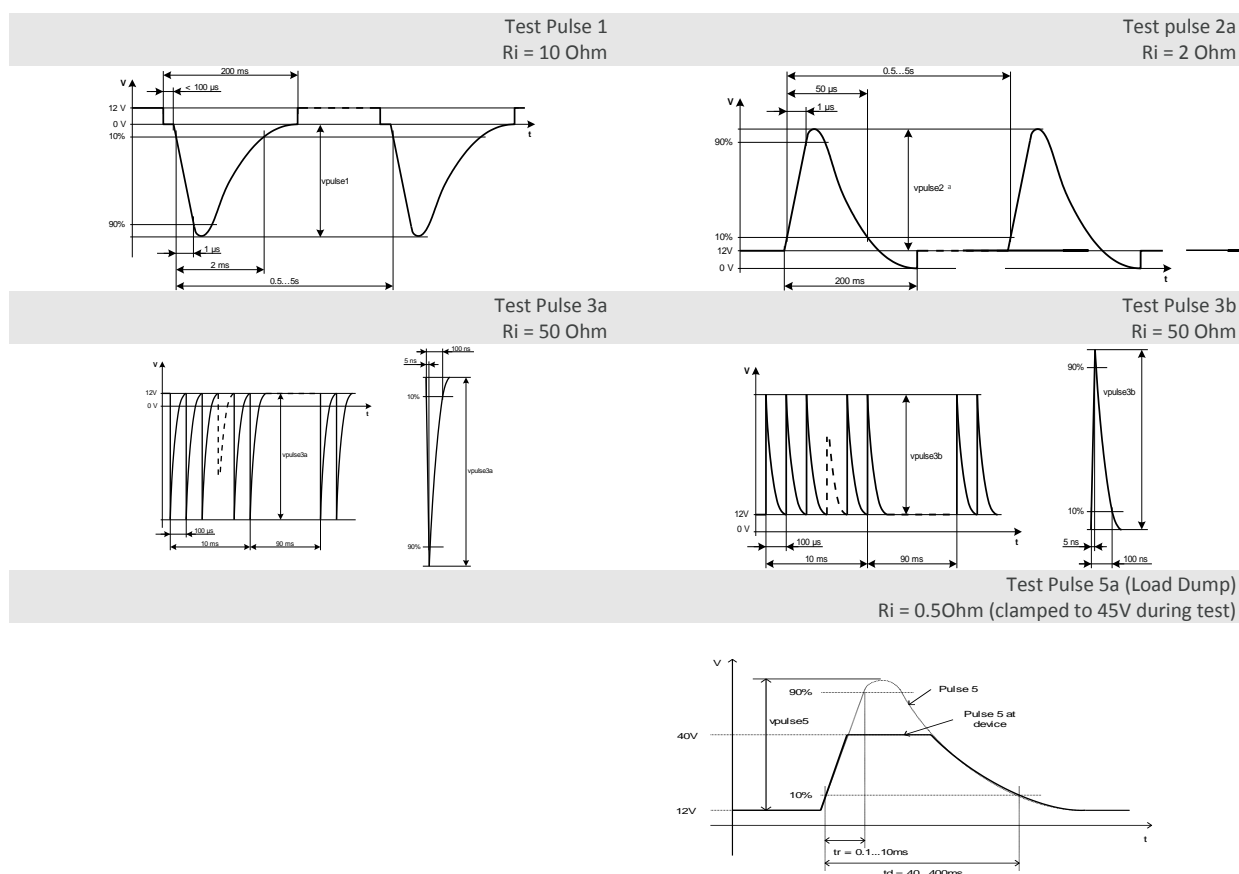 Test Pulse 1
Ri = 10 Ohm
200 ms
V
< 100 µs
12 V
0 V
10%
t
vpulse1
90%
1 µs
2 ms
0.5...5s
Test pulse 2a
Ri = 2 Ohm
0.5...5s
50 µs
V
1 µs
90%
vpulse2 a
10%
12V
0 V
t
200 ms
Test Pulse 3a
Ri = 50 Ohm
V
12V
0 V
t
vpulse3a
100 µs
10 ms
90 ms
100 ns
5 ns
10%
vpulse3a
90%
Test Pulse 3b
Ri = 50 Ohm
V
vpulse3b
12V
0 V
t
100 µs
10 ms
90 ms
90%
vpulse3b
10%
5 ns
100 ns
Test Pulse 5a (Load Dump)
Ri = 0.5Ohm (clamped to 45V during test)
V
90%
Pulse 5
vpulse5
Pulse 5 at
device
40V
10%
12V
t
tr = 0.1...10ms
td = 40...400ms